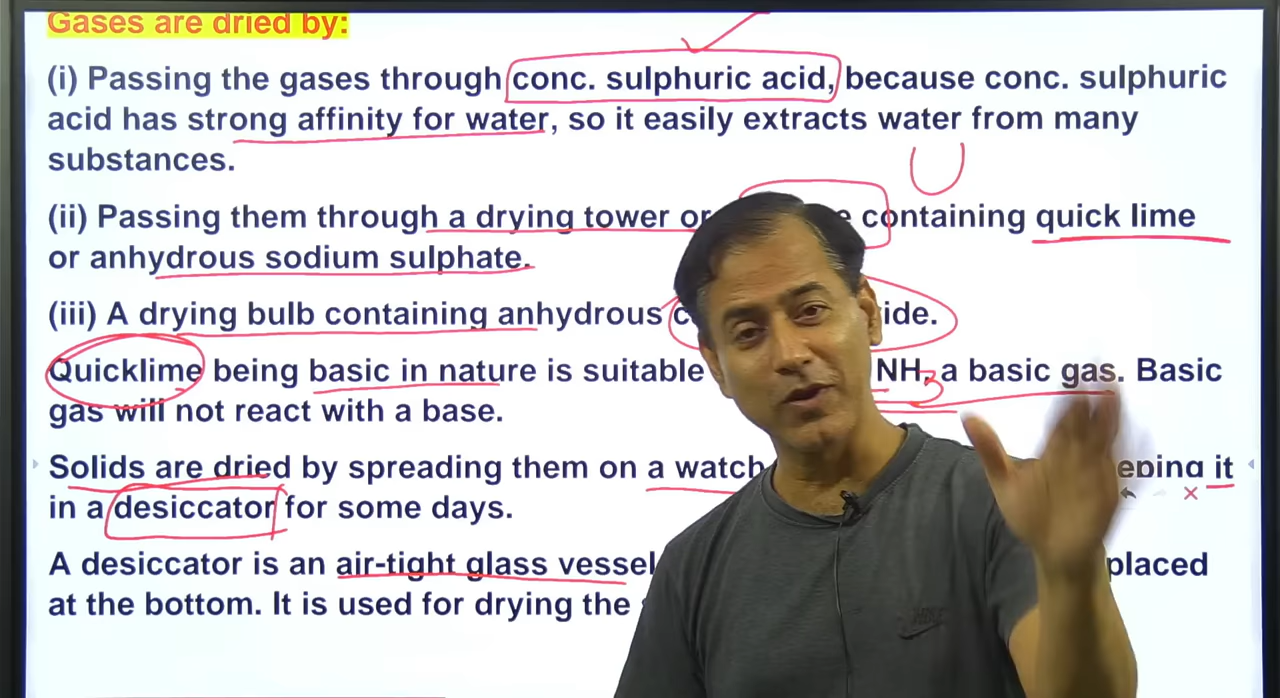 Gases are dried by:
(i) Passing the gases through conc. sulphuric acid, because conc. sulphuric
acid has strong affinity for water, so it easily extracts water from many
substances.
(ii) Passing them through a drying tower or containing quick lime
or anhydrous sodium sulphate.
(iii) A drying bulb containing anhydrous
Quicklime being basic in nature is suitable NH3 a basic gas. Basic
gas will not react with a base.
Solids are dried by spreading them on a watch it
in a desiccator for some days.
A desiccator is an air-tight glass vessel placed
at the bottom. It is used for drying the